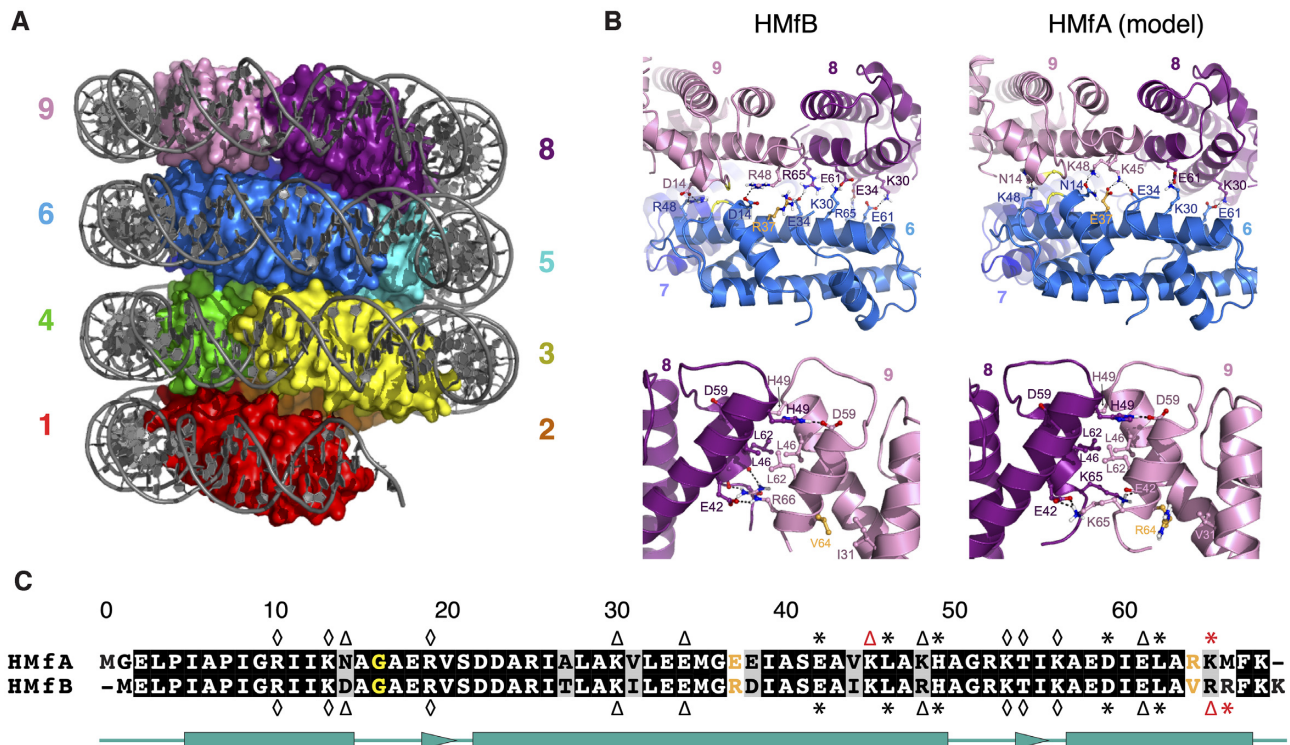 A
B
HMfB
HMfA (model)
9
8
6
5
4
3
1
2
9
8
R48
R65
E61
K30
D14
E34
R48
D14
R37
E34
K30
R65
E61
6
7
9
8
K48
K45
E61
N14
N14
E34
K30
K48
E37
K30
E61
6
7
8
9
H49
D59
H49
D59
L62
L46
L46
L62
R66
E42
V64
I31
8
9
H49
D59
H49
D59
L62
L46
L46
L62
K65
E42
E42
K65
R64
V31
C
0 10 20 30 40 50 60
◊ ◊ Δ ◊ Δ Δ * Δ * Δ * ◊ ◊ ◊ * Δ * *
HMfA MGELPIAPIGRIIKNAGAERVSDDARIALAKVLEEMGEEIASEAVKLAKHAGRKTIKAEDIELARKMFK-
HMfB -MELPIAPIGRIIKDAGAERVSDDARITLAKILEEMGRDIASEAIKLARHAGRKTIKAEDIELAVRRFKK
◊ ◊ Δ ◊ Δ Δ * * Δ * ◊ ◊ ◊ * Δ * Δ *